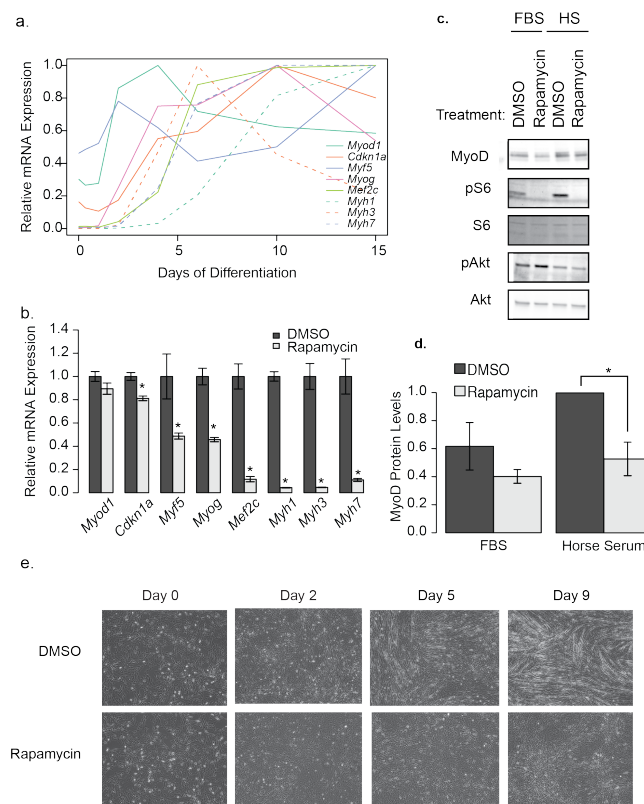 a.
Relative mRNA Expression
1.0
0.8
0.6
0.4
0.2
0.0
0
5
10
15
Days of Differentiation
Myod1
Cdkn1a
Myf5
Myog
Mef2c
Myh1
Myh3
Myh7
b.
Relative mRNA Expression
1.4
1.2
1.0
0.8
0.6
0.4
0.2
0.0
DMSO
Rapamycin
* * * * * * *
Myod1
Cdkn1a
Myf5
Myog
Mef2c
Myh1
Myh3
Myh7
c.
FBS HS
Treatment:
DMSO
Rapamycin
DMSO
Rapamycin
MyoD
pS6
S6
pAkt
Akt
d.
MyoD Protein Levels
1.0
0.8
0.6
0.4
DMSO
Rapamycin
*
FBS
Horse Serum
e.
Day 0 Day 2 Day 5 Day 9
DMSO
Rapamycin